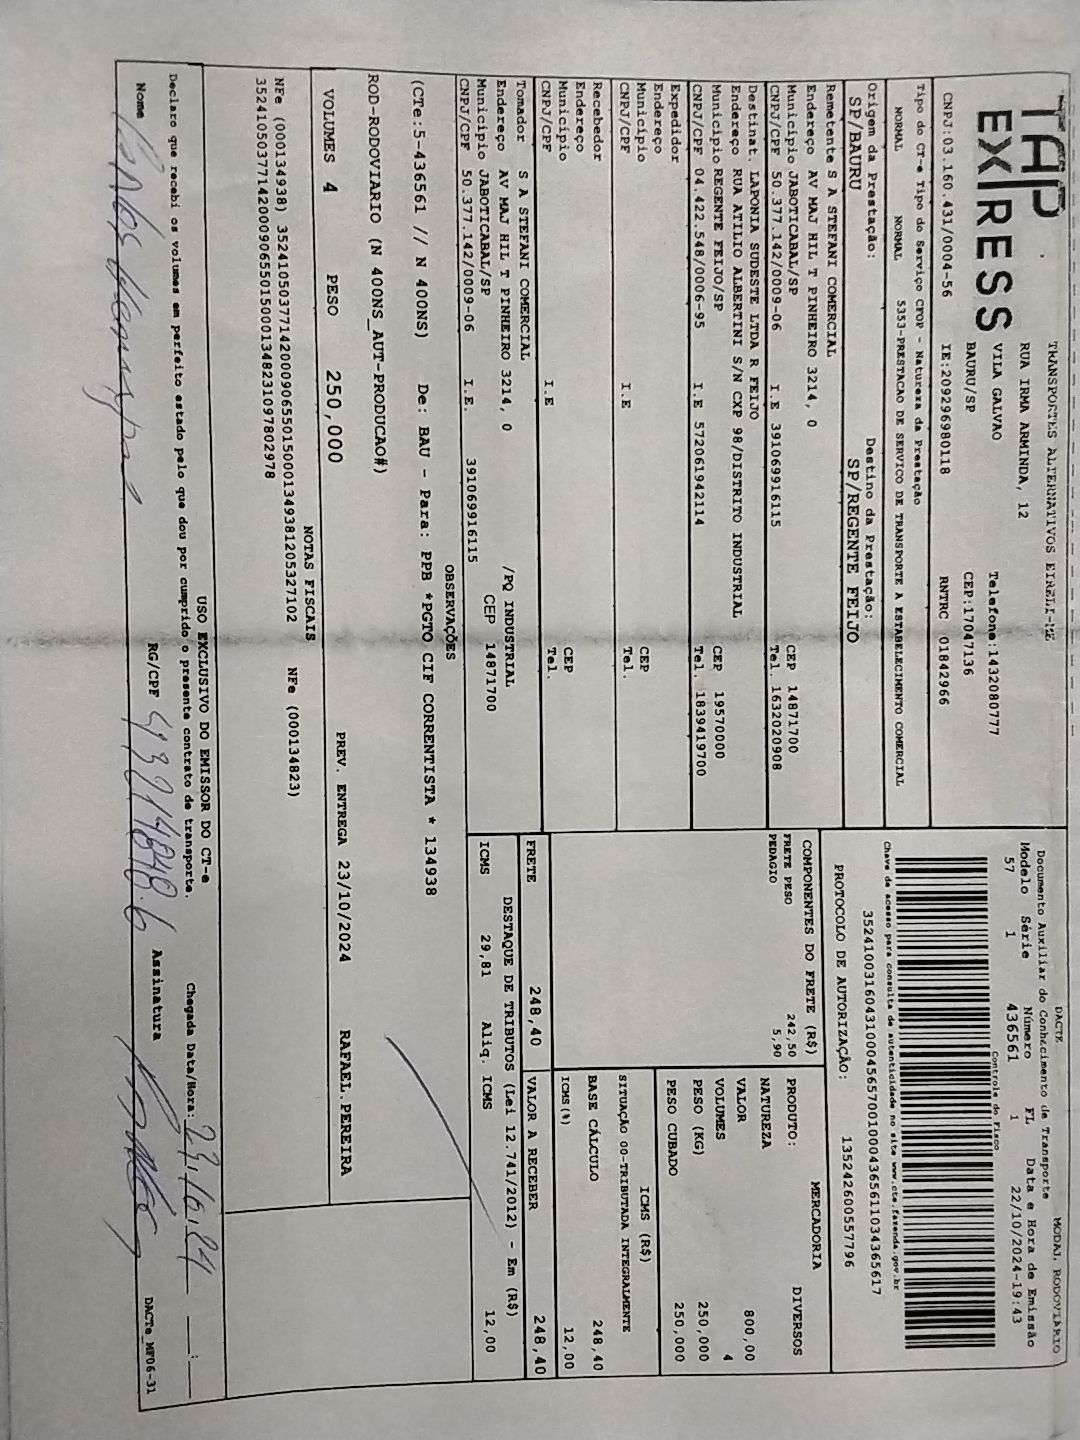 TAP
EXPRESS
TRANSPORTES ALTERNATIVOS EIRELI-ME
RUA IRMA ARMINDA, 12
VILA GALVAO
BAURU/SP
Telefone:1432080777
CEP:17047136
CNPJ:03.160.431/0004-56 IE:209296980118 RNTRC 01842966
DACTE
MODAL RODOVIÁRIO
Documento Auxiliar do Conhecimento de Transporte
Modelo Série Número FL Data e Hora de Emissão
57 1 436561 1 22/10/2024-19:43
Controle do Fisco
Chave de acesso para consulta de autenticidade no site www.cte.fazenda.gov.br
35241003160431000456570010004365611034365617
PROTOCOLO DE AUTORIZAÇÃO: 135242600557796
Tipo do CT-e Tipo do Serviço CFOP - Natureza da Prestação
NORMAL NORMAL 5353-PRESTACAO DE SERVICO DE TRANSPORTE A ESTABELECIMENTO COMERCIAL
Origem da Prestação: Destino da Prestação:
SP/BAURU SP/REGENTE FEIJO
Remetente S A STEFANI COMERCIAL
Endereço AV MAJ HIL T PINHEIRO 3214, 0
Município JABOTICABAL/SP CEP 14871700
CNPJ/CPF 50.377.142/0009-06 I.E 391069916115 Tel. 1632020908
Destinat. LAPONIA SUDESTE LTDA R FEIJO
Endereço RUA ATILIO ALBERTINI S/N CXP 98/DISTRITO INDUSTRIAL
Município REGENTE FEIJO/SP CEP 19570000
CNPJ/CPF 04.422.548/0006-95 I.E 572061942114 Tel. 1839419700
Expedidor
Endereço
Município CEP
CNPJ/CPF I.E Tel.
Recebedor
Endereço
Município CEP
CNPJ/CPF I.E Tel.
Tomador S A STEFANI COMERCIAL
Endereço AV MAJ HIL T PINHEIRO 3214, 0 /PQ INDUSTRIAL
Município JABOTICABAL/SP CEP 14871700
CNPJ/CPF 50.377.142/0009-06 I.E. 391069916115
COMPONENTES DO FRETE (R$)
FRETE PESO 242,50
PEDAGIO 5,90
MERCADORIA
PRODUTO: DIVERSOS
NATUREZA
VALOR 800,00
VOLUMES 4
PESO (KG) 250,000
PESO CUBADO 250,000
ICMS (R$)
SITUAÇÃO 00-TRIBUTADA INTEGRALMENTE
BASE CÁLCULO 248,40
ICMS(%) 12,00
FRETE 248,40 VALOR A RECEBER 248,40
DESTAQUE DE TRIBUTOS (Lei 12.741/2012) - Em (R$)
ICMS 29,81 Aliq. ICMS 12,00
OBSERVAÇÕES
(CTe:5-436561 // N 400NS) De: BAU - Para: PPB *PGTO CIF CORRENTISTA * 134938
ROD-RODOVIARIO (N 400NS_AUT-PRODUCAO#)
VOLUMES 4 PESO 250,000 PREV. ENTREGA 23/10/2024 RAFAEL.PEREIRA
NOTAS FISCAIS
NFe (000134938) 35241050377142000906550150001349381205327102 NFe (000134823)
35241050377142000906550150001348231097802978
USO EXCLUSIVO DO EMISSOR DO CT-e
Declaro que recebi os volumes em perfeito estado pelo que dou por cumprido o presente contrato de transporte. Chegada Data/Hora: :
Nome RG/CPF Assinatura
DACTe_MF06-31